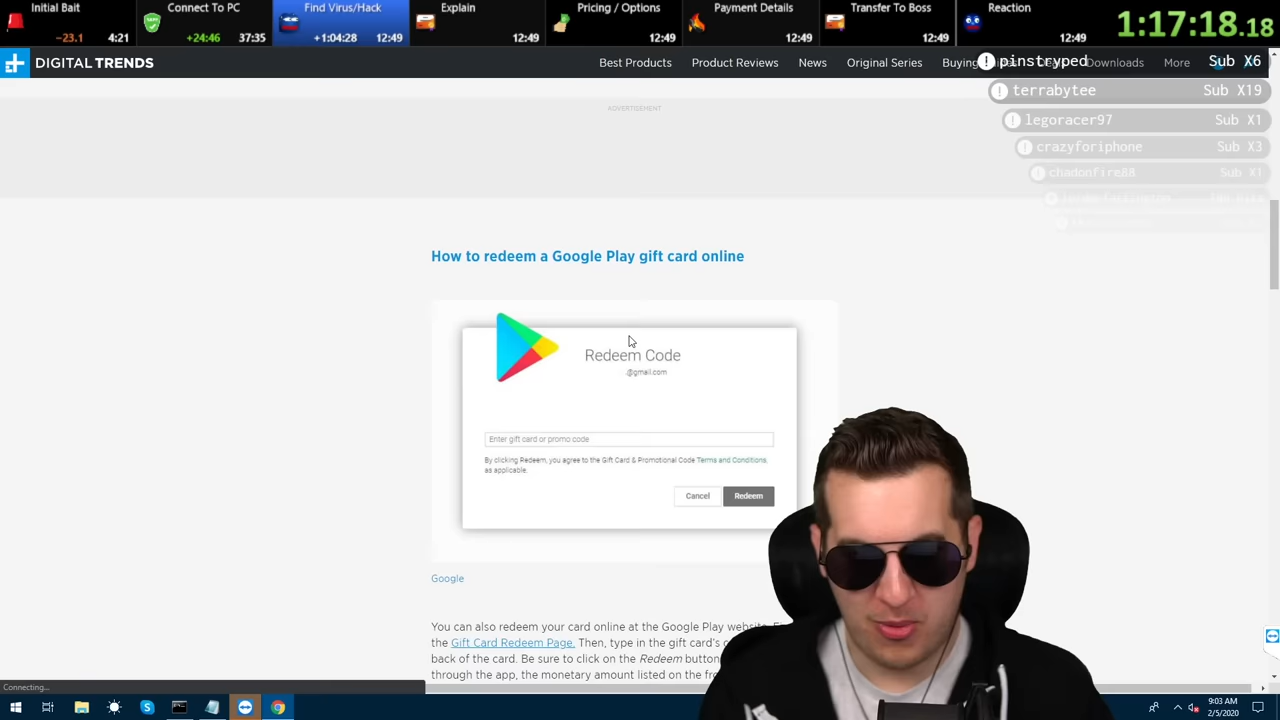 Initial Bait
-23.1 4:21
Connect To PC
+24:46 37:35
Find Virus/Hack
+1:04:28 12:49
Explain
12:49
Pricing / Options
12:49
Payment Details
12:49
Transfer To Boss
12:49
Reaction
12:49
1:17:18.18
DIGITAL TRENDS
Best Products
Product Reviews
News
Original Series
Buying
Downloads
More
pinstryped Sub X6
terrabytee Sub X19
legoracer97 Sub X1
crazyforiphone Sub X3
chadonfire88 Sub X1
ADVERTISEMENT
How to redeem a Google Play gift card online
Redeem Code
.@gmail.com
Enter gift card or promo code
By clicking Redeem, you agree to the Gift Card & Promotional Code Terms and Conditions,
as applicable.
Cancel
Redeem
Google
You can also redeem your card online at the Google Play website.
the Gift Card Redeem Page. Then, type in the gift card's
back of the card. Be sure to click on the Redeem button
through the app, the monetary amount listed on the
Connecting...
9:03 AM
2/5/2020